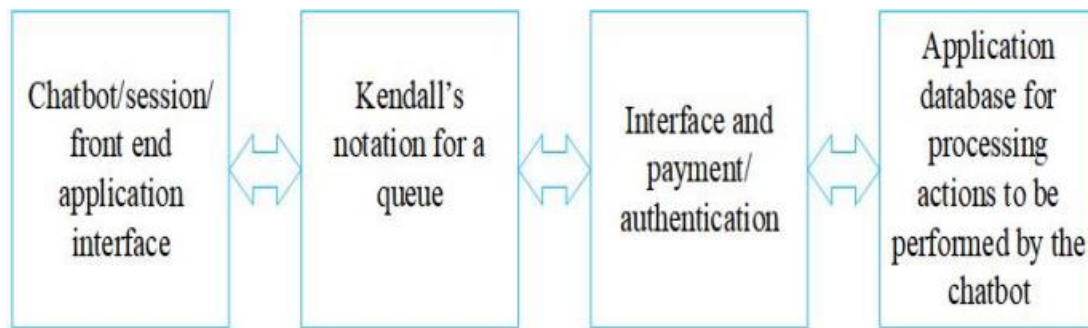 Chatbot/session/
front end
application
interface
Kendall's
notation for a
queue
Interface and
payment/
authentication
Application
database for
processing
actions to be
performed by the
chatbot